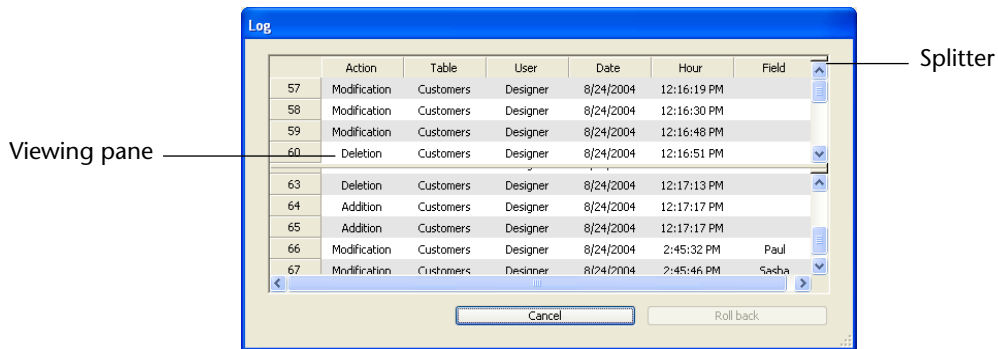 Log
Action Table User Date Hour Field
57 Modification Customers Designer 8/24/2004 12:16:19 PM
58 Modification Customers Designer 8/24/2004 12:16:30 PM
59 Modification Customers Designer 8/24/2004 12:16:48 PM
60 Deletion Customers Designer 8/24/2004 12:16:51 PM
63 Deletion Customers Designer 8/24/2004 12:17:13 PM
64 Addition Customers Designer 8/24/2004 12:17:17 PM
65 Addition Customers Designer 8/24/2004 12:17:17 PM
66 Modification Customers Designer 8/24/2004 2:45:32 PM Paul
67 Modification Customers Designer 8/24/2004 2:45:46 PM Sasha
Cancel Roll back
Splitter
Viewing pane